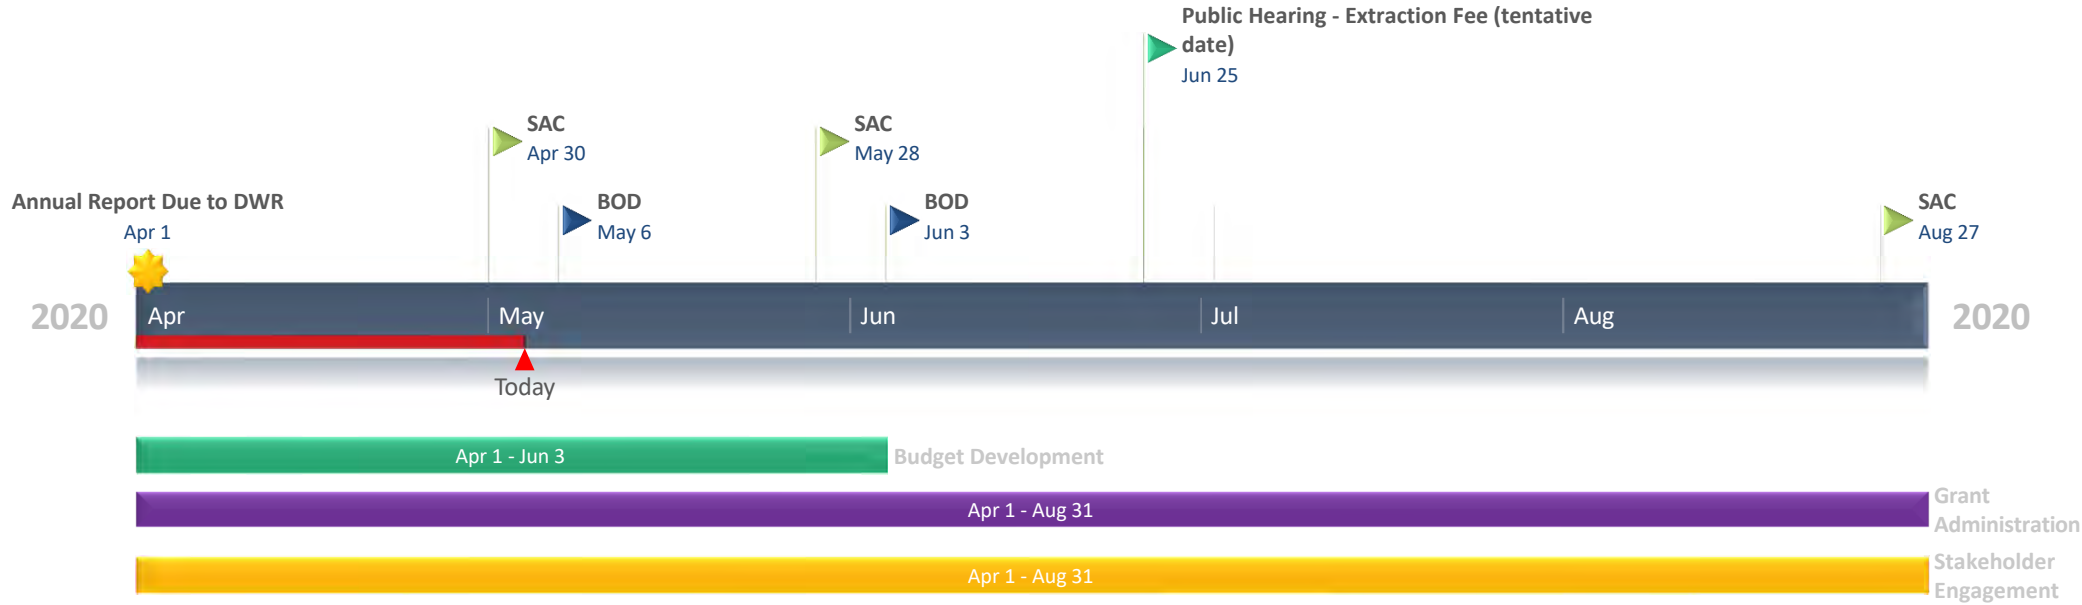 Public Hearing - Extraction Fee (tentative
date)
Jun 25
SAC
Apr 30
SAC
May 28
Annual Report Due to DWR
Apr 1
BOD
May 6
BOD
Jun 3
SAC
Aug 27
2020
Apr
May
Jun
Jul
Aug
2020
Today
Apr 1 - Jun 3
Budget Development
Apr 1 - Aug 31
Grant
Administration
Apr 1 - Aug 31
Stakeholder
Engagement